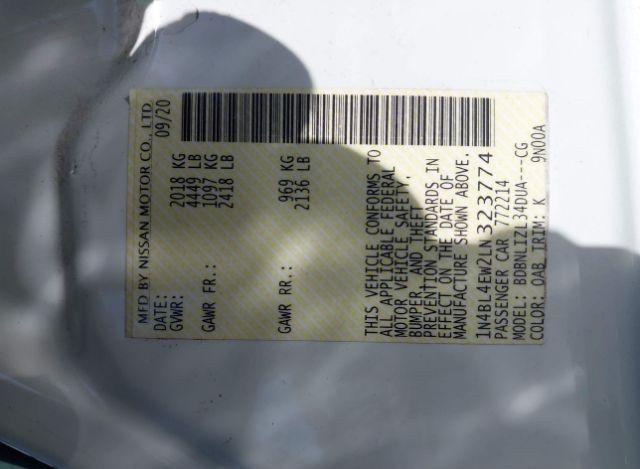 MFD BY NISSAN MOTOR CO., LTD.
DATE: 09/20
GVWR: 2018 KG
4449 LB
GAWR FR.: 1097 KG
2418 LB
GAWR RR.: 969 KG
2136 LB
THIS VEHICLE CONFORMS TO
ALL APPLICABLE FEDERAL
MOTOR VEHICLE SAFETY,
BUMPER, AND THEFT
PREVENTION STANDARDS IN
EFFECT ON THE DATE OF
MANUFACTURE SHOWN ABOVE.
1N4BL4EW2LN323774
PASSENGER CAR 772214
MODEL: BDBNLIZL34DUA---CG
COLOR: QAB TRIM: K 9N00A